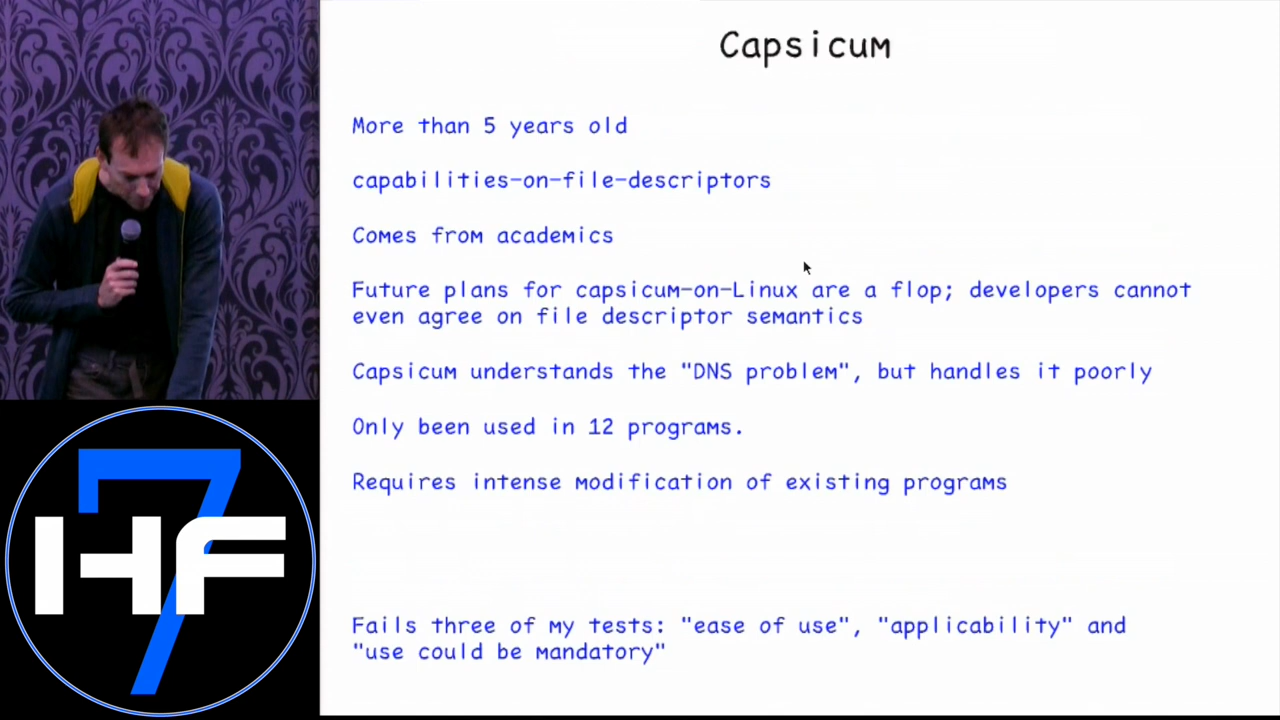 Capsicum
More than 5 years old
capabilities-on-file-descriptors
Comes from academics
Future plans for capsicum-on-Linux are a flop; developers cannot
even agree on file descriptor semantics
Capsicum understands the "DNS problem", but handles it poorly
Only been used in 12 programs.
Requires intense modification of existing programs
Fails three of my tests: "ease of use", "applicability" and
"use could be mandatory"
7
HF